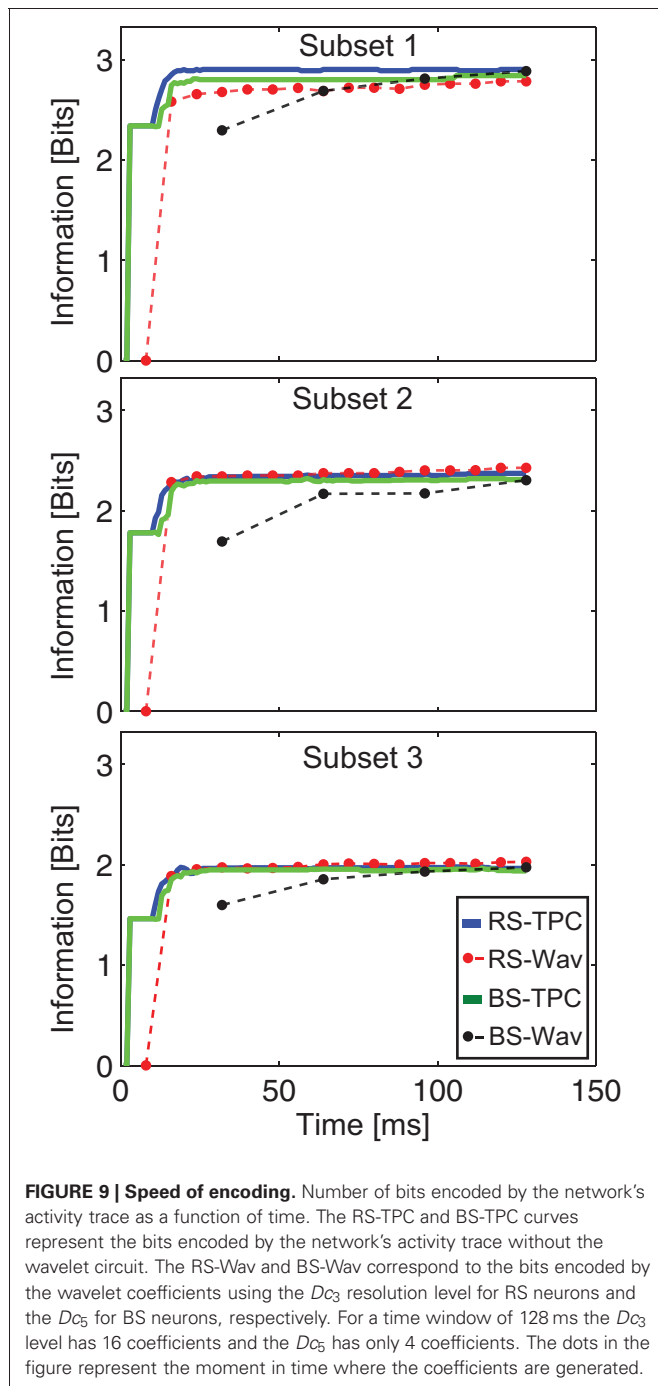 Subset 1
3
2
1
0
Information [Bits]
Subset 2
3
2
1
0
Information [Bits]
Subset 3
3
2
1
0
Information [Bits]
RS-TPC
RS-Wav
BS-TPC
BS-Wav
0 50 100 150
Time [ms]
FIGURE 9 | Speed of encoding. Number of bits encoded by the network's
activity trace as a function of time. The RS-TPC and BS-TPC curves
represent the bits encoded by the network's activity trace without the
wavelet circuit. The RS-Wav and BS-Wav correspond to the bits encoded by
the wavelet coefficients using the Dc3 resolution level for RS neurons and
the Dc5 for BS neurons, respectively. For a time window of 128 ms the Dc3
level has 16 coefficients and the Dc5 has only 4 coefficients. The dots in the
figure represent the moment in time where the coefficients are generated.